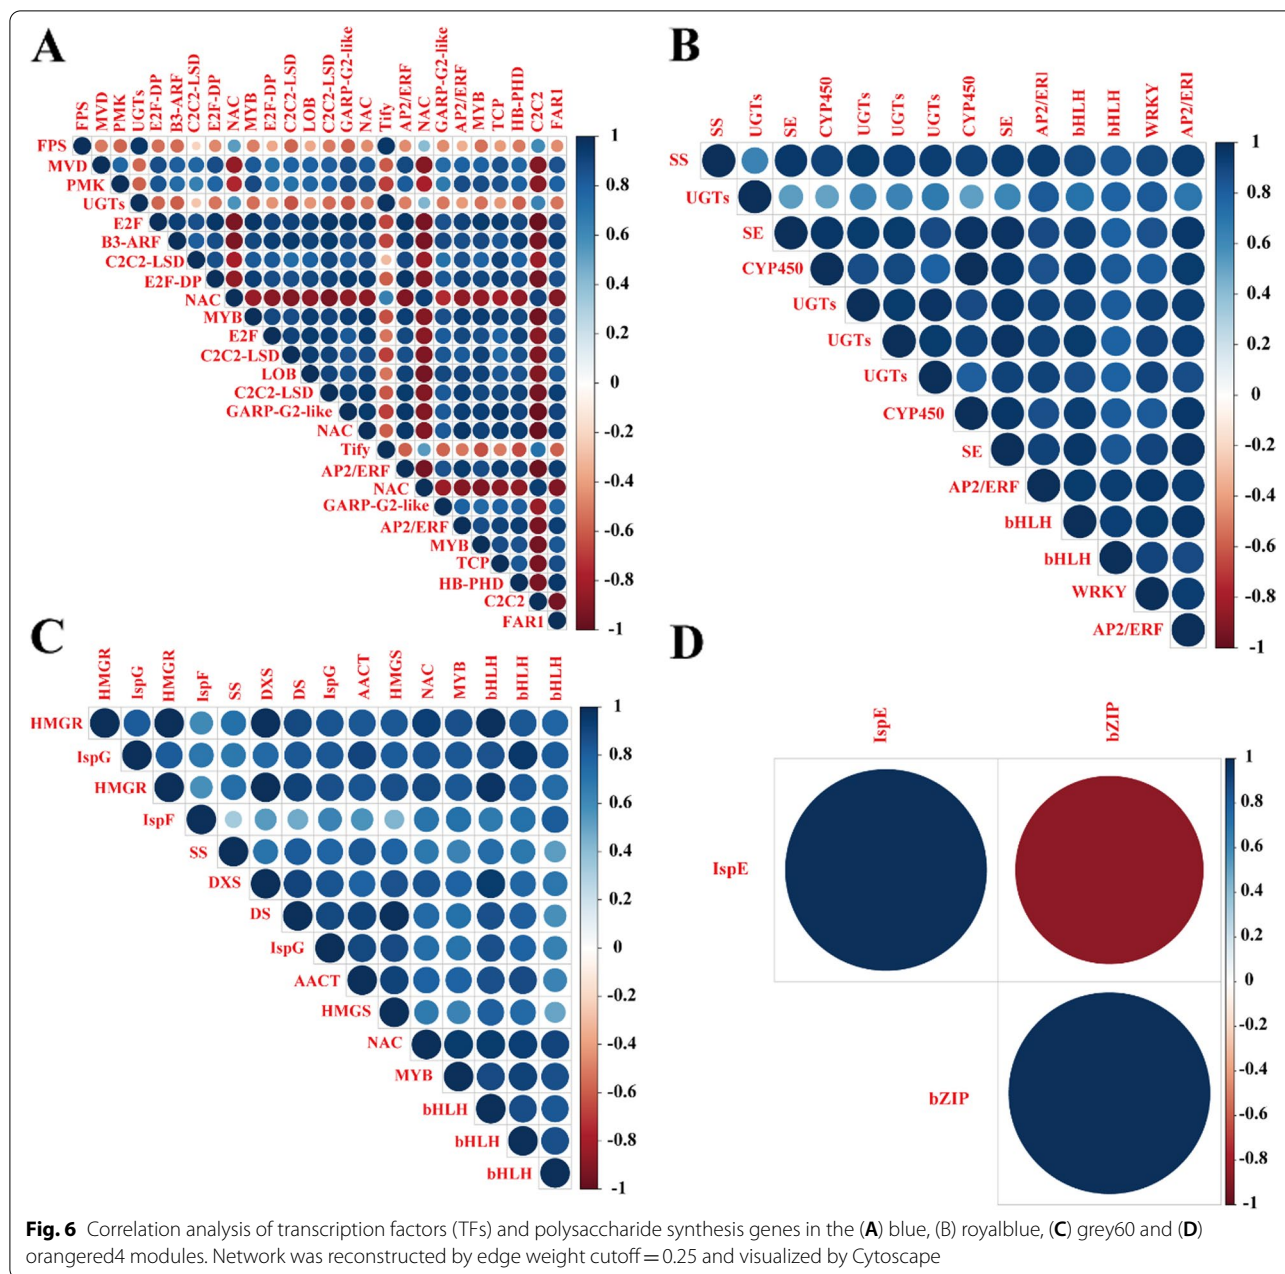 A
FPS
MVD
PMK
UGTs
E2F-DP
B3-ARF
C2C2-LSD
E2F-DP
NAC
MYB
E2F-DP
C2C2-LSD
LOB
C2C2-LSD
GARP-G2-like
NAC
Tify
AP2/ERF
NAC
GARP-G2-like
AP2/ERF
MYB
TCP
HB-PHD
C2C2
FAR1
FPS
MVD
PMK
UGTs
E2F
B3-ARF
C2C2-LSD
E2F-DP
NAC
MYB
E2F
C2C2-LSD
LOB
C2C2-LSD
GARP-G2-like
NAC
Tify
AP2/ERF
NAC
GARP-G2-like
AP2/ERF
MYB
TCP
HB-PHD
C2C2
FAR1
1
0.8
0.6
0.4
0.2
0
-0.2
-0.4
-0.6
-0.8
-1
B
SS
UGTs
SE
CYP450
UGTs
UGTs
UGTs
CYP450
SE
AP2/ERI
bHLH
bHLH
WRKY
AP2/ERI
SS
UGTs
SE
CYP450
UGTs
UGTs
UGTs
CYP450
SE
AP2/ERF
bHLH
bHLH
WRKY
AP2/ERF
1
0.8
0.6
0.4
0.2
0
-0.2
-0.4
-0.6
-0.8
-1
C
HMGR
IspG
HMGR
IspF
SS
DXS
DS
IspG
AACT
HMGS
NAC
MYB
bHLH
bHLH
bHLH
HMGR
IspG
HMGR
IspF
SS
DXS
DS
IspG
AACT
HMGS
NAC
MYB
bHLH
bHLH
bHLH
1
0.8
0.6
0.4
0.2
0
-0.2
-0.4
-0.6
-0.8
-1
D
IspE
bZIP
IspE
bZIP
1
0.8
0.6
0.4
0.2
0
-0.2
-0.4
-0.6
-0.8
-1
Fig. 6 Correlation analysis of transcription factors (TFs) and polysaccharide synthesis genes in the (A) blue, (B) royalblue, (C) grey60 and (D)
orangered4 modules. Network was reconstructed by edge weight cutoff = 0.25 and visualized by Cytoscape